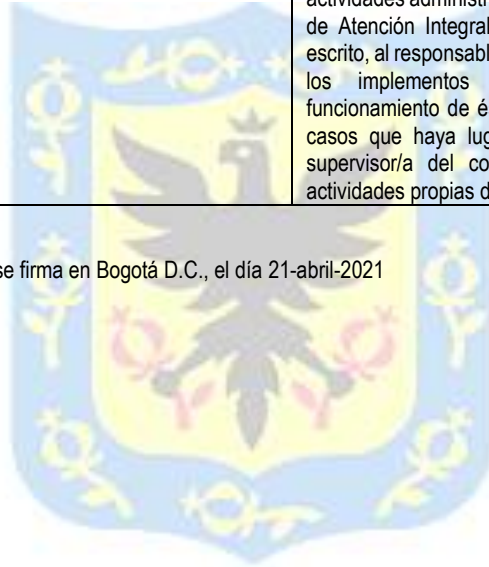 actividades administr
de Atención Integral
escrito, al responsabl
los implementos
funcionamiento de é
casos que haya lug
supervisor/a del co
actividades propias d
se firma en Bogotá D.C., el día 21-abril-2021